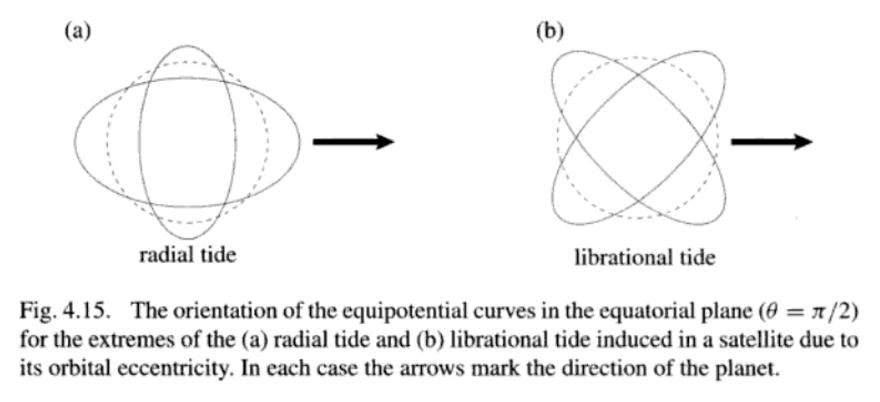 (a)
(b)
radial tide
librational tide
Fig. 4.15. The orientation of the equipotential curves in the equatorial plane (θ = π/2)
for the extremes of the (a) radial tide and (b) librational tide induced in a satellite due to
its orbital eccentricity. In each case the arrows mark the direction of the planet.